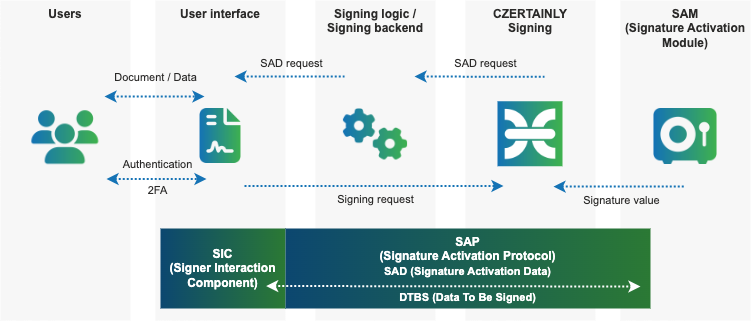 Users
User interface
Signing logic /
Signing backend
CZERTAINLY
Signing
SAM
(Signature Activation
Module)
SAD request
SAD request
Document / Data
Authentication
2FA
Signing request
Signature value
SIC
(Signer Interaction
Component)
SAP
(Signature Activation Protocol)
SAD (Signature Activation Data)
DTBS (Data To Be Signed)